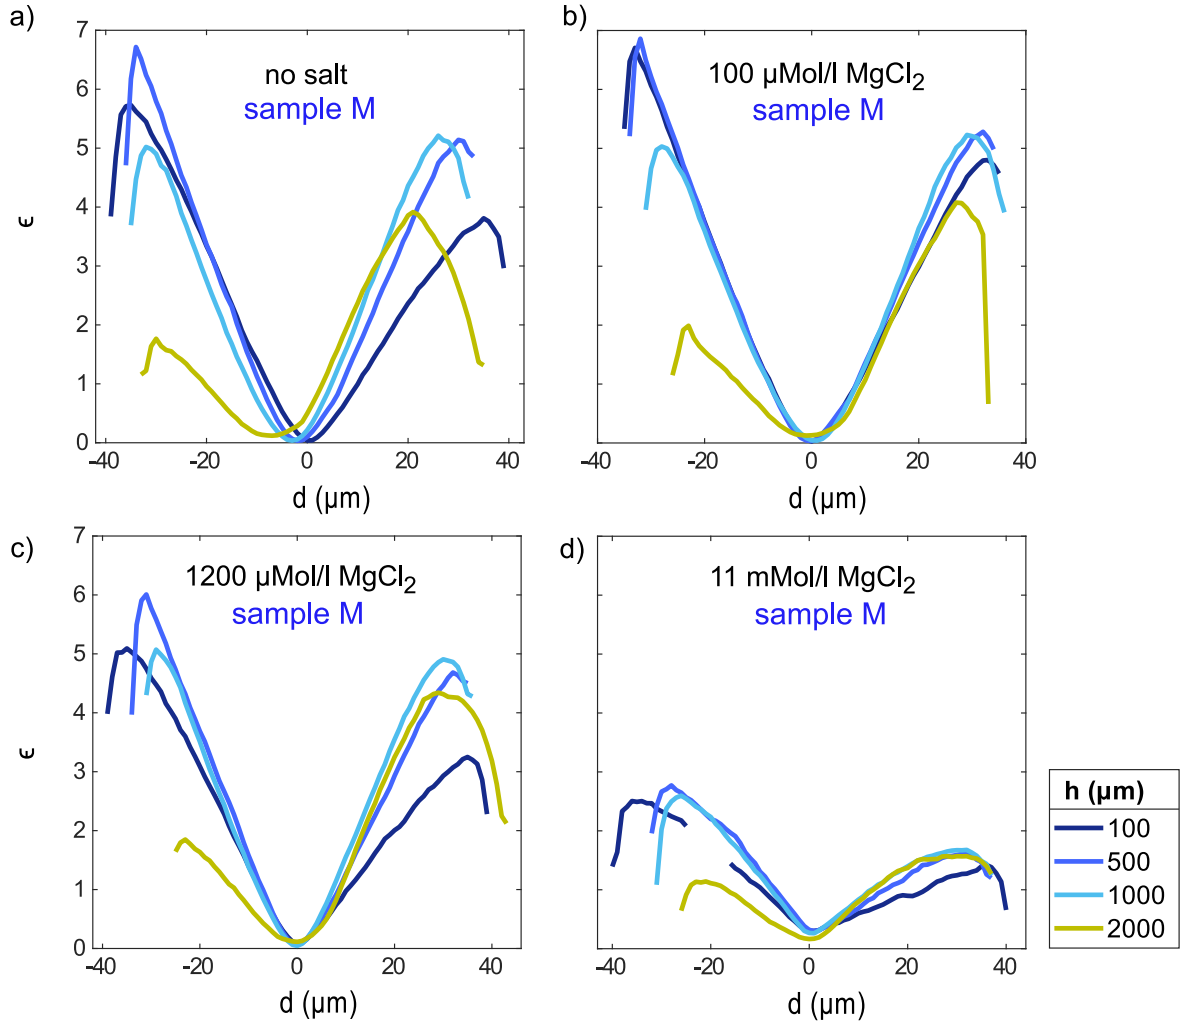 a)
7
6
5
4
3
2
1
0
ϵ
no salt
sample M
-40
-20
0
20
40
d (µm)
b)
100 µMol/l MgCl2
sample M
-40
-20
0
20
40
d (µm)
c)
7
6
5
4
3
2
1
0
ϵ
1200 µMol/l MgCl2
sample M
-40
-20
0
20
40
d (µm)
d)
11 mMol/l MgCl2
sample M
-40
-20
0
20
40
d (µm)
h (µm)
100
500
1000
2000